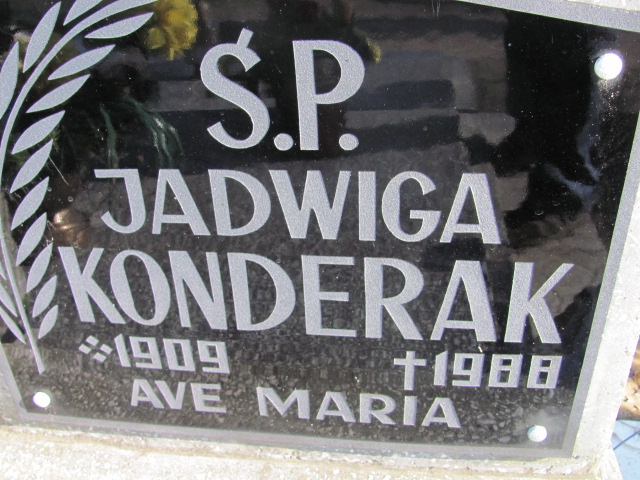 Ś.P.
JADWIGA
KONDERAK
1909 †1988
AVE MARIA